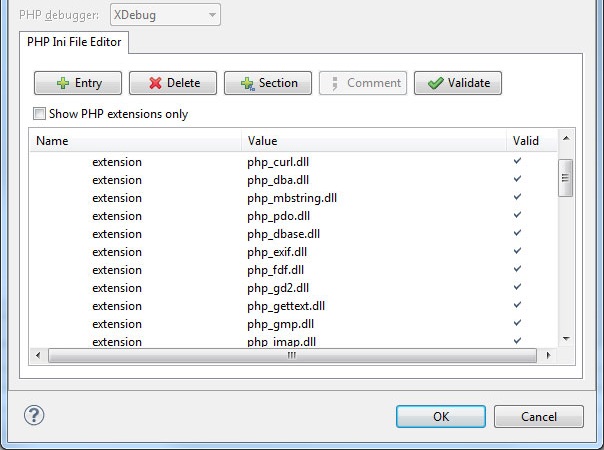 PHP debugger: XDebug
PHP Ini File Editor
Entry Delete Section ; Comment Validate
Show PHP extensions only
Name Value Valid
extension php_curl.dll
extension php_dba.dll
extension php_mbstring.dll
extension php_pdo.dll
extension php_dbase.dll
extension php_exif.dll
extension php_fdf.dll
extension php_gd2.dll
extension php_gettext.dll
extension php_gmp.dll
extension php_imap.dll
? OK Cancel